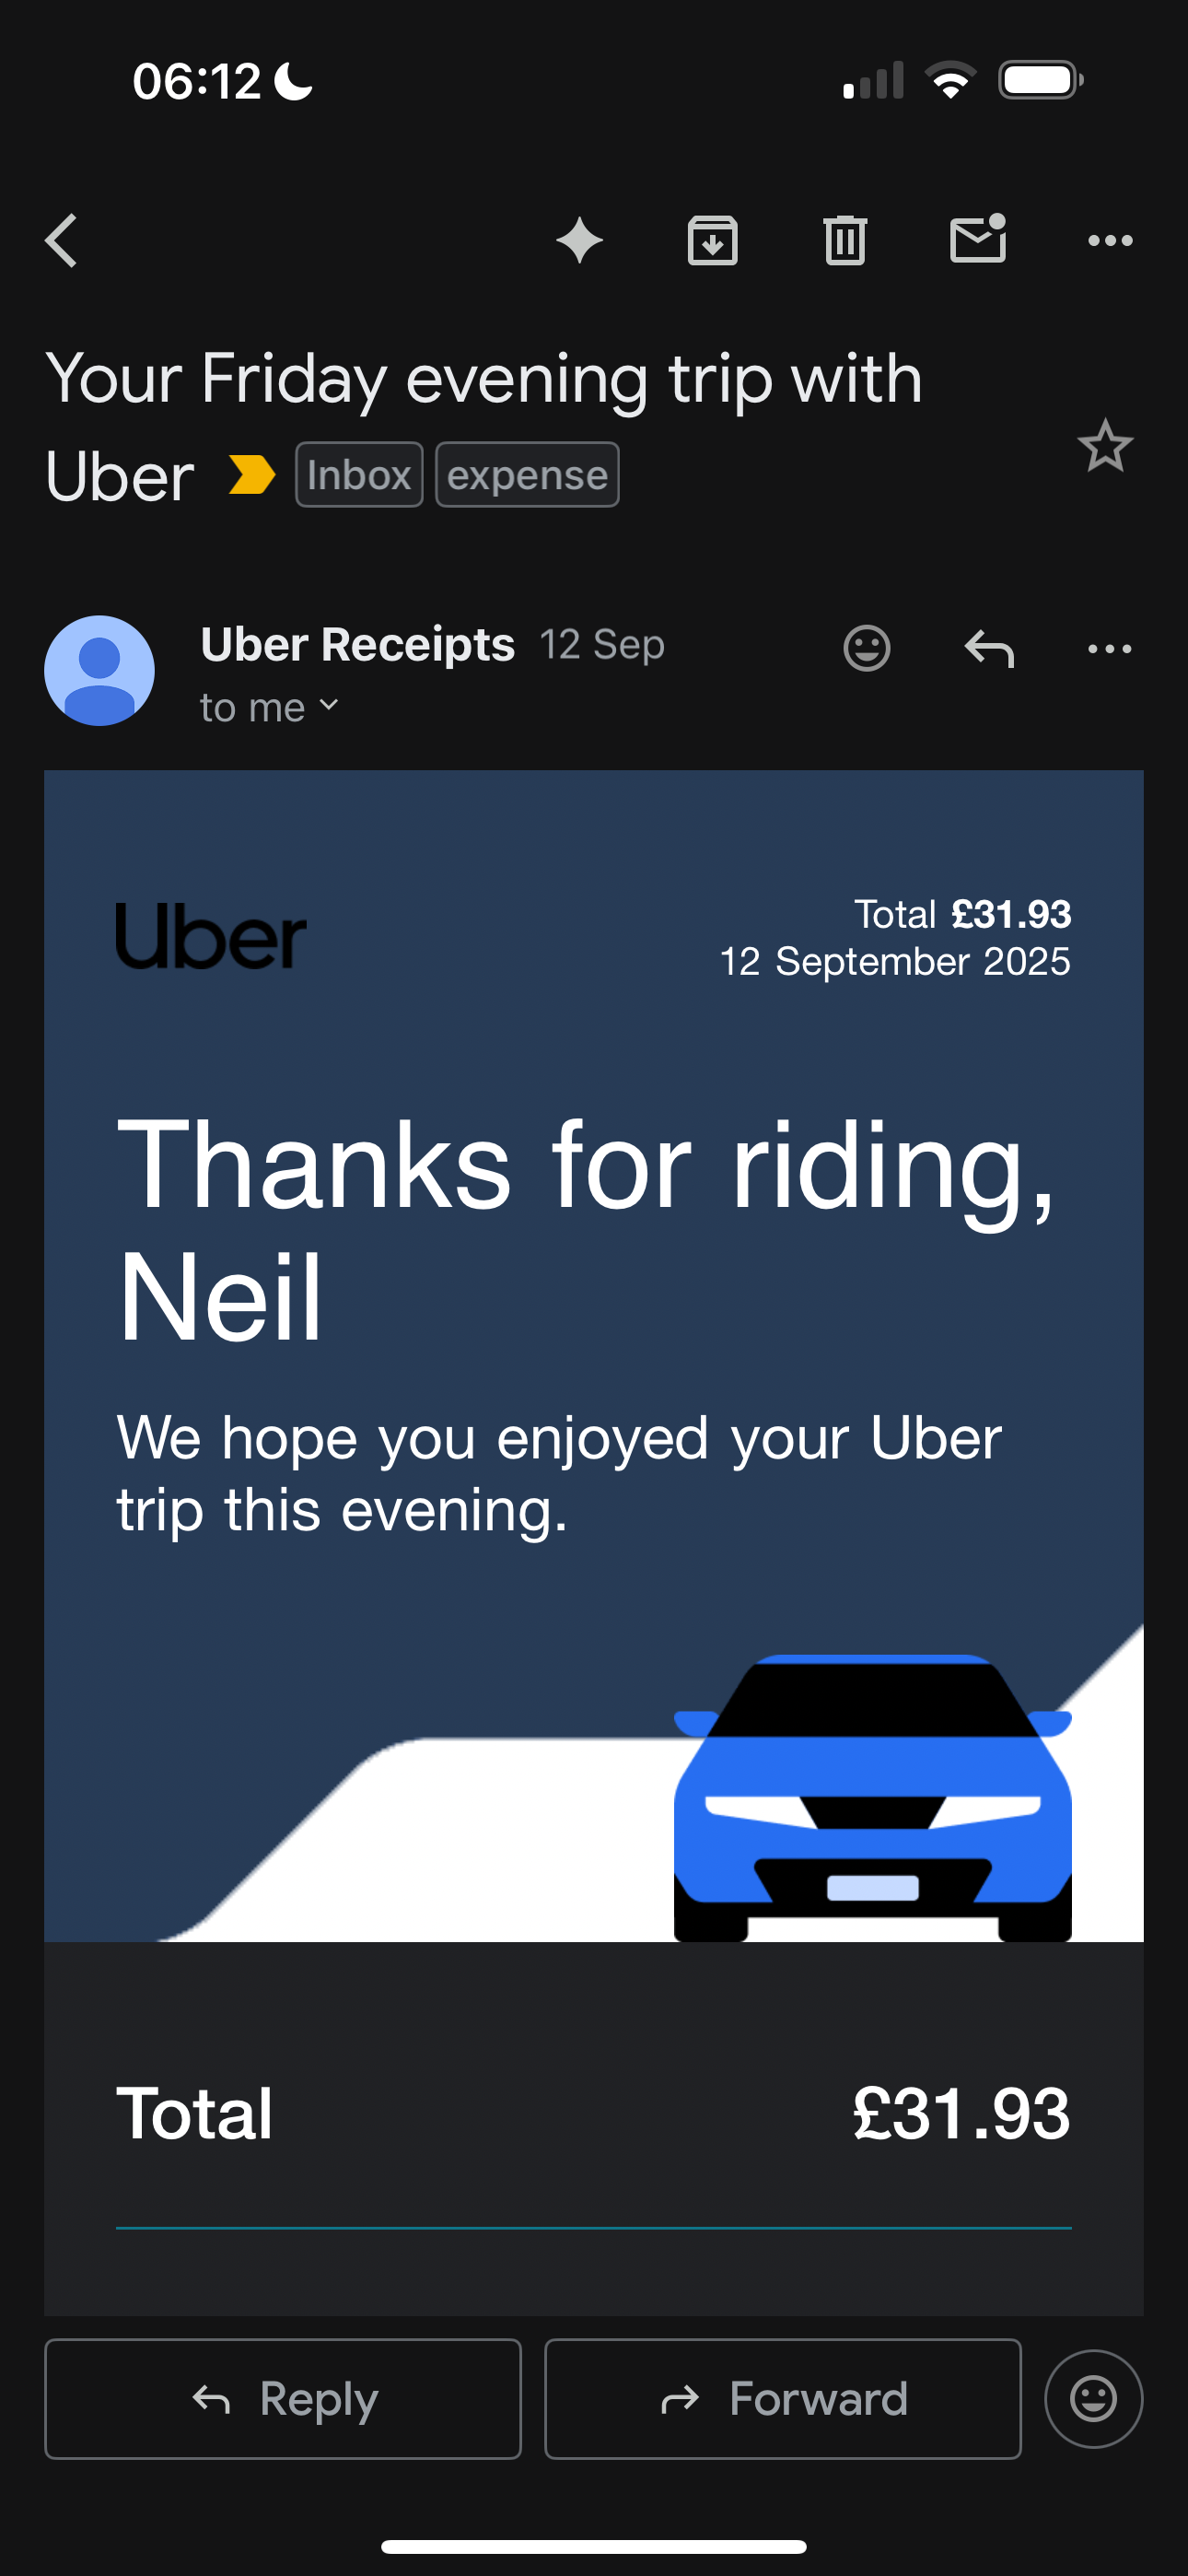 06:12
Your Friday evening trip with
Uber Inbox expense
Uber Receipts 12 Sep
to me
Uber
Total £31.93
12 September 2025
Thanks for riding,
Neil
We hope you enjoyed your Uber
trip this evening.
Total £31.93
Reply Forward